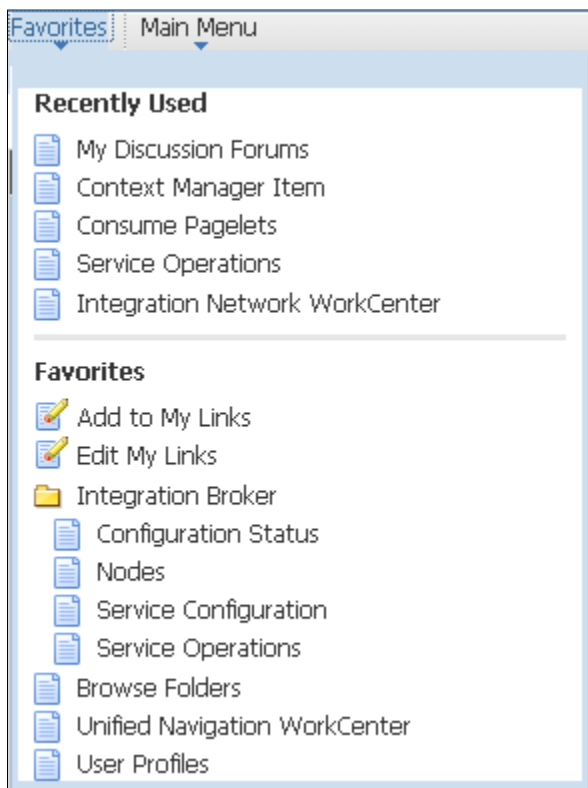 Favorites Main Menu
Recently Used
My Discussion Forums
Context Manager Item
Consume Pagelets
Service Operations
Integration Network WorkCenter
Favorites
Add to My Links
Edit My Links
Integration Broker
Configuration Status
Nodes
Service Configuration
Service Operations
Browse Folders
Unified Navigation WorkCenter
User Profiles